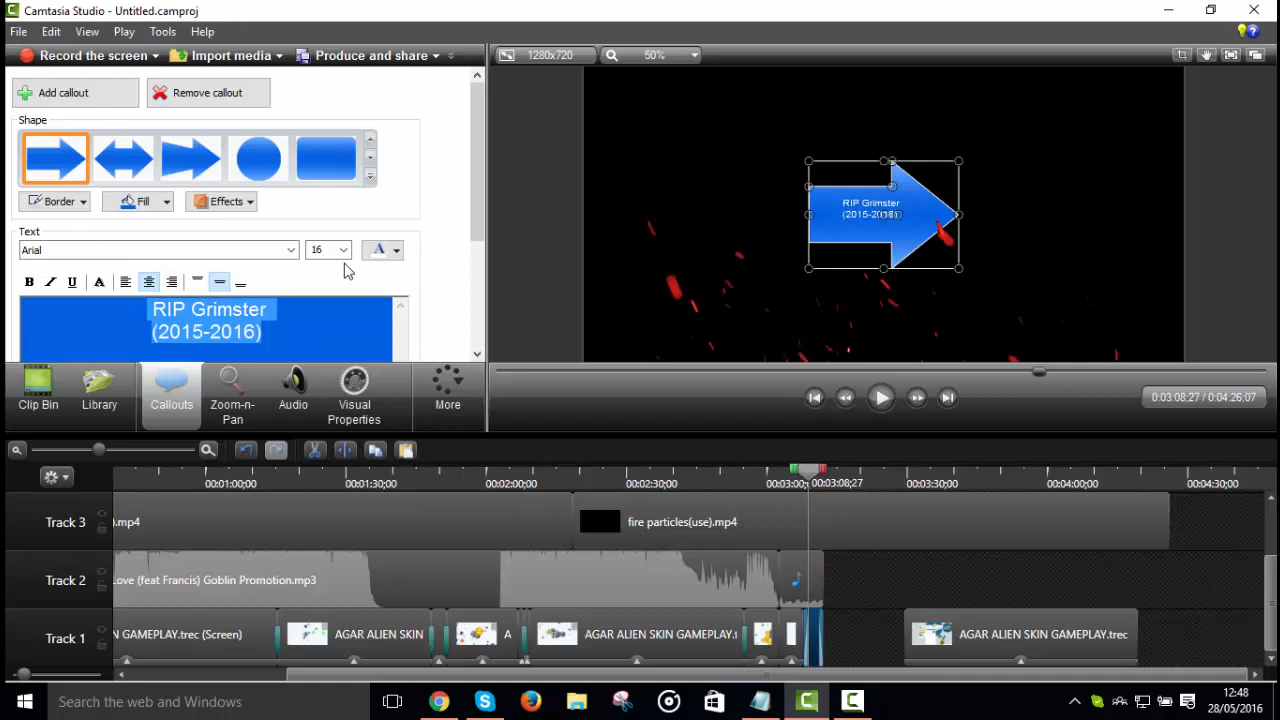 Camtasia Studio - Untitled.camproj
File Edit View Play Tools Help
Record the screen Import media Produce and share
1280x720 50%
Add callout Remove callout
Shape
Border Fill Effects
Text
Arial 16 A
B I U A
RIP Grimster
(2015-2016)
RIP Grimster
(2015-2016)
Clip Bin Library Callouts Zoom-n-Pan Audio Visual Properties More
0:03:08;27 / 0:04:26;07
00:01:00;00 00:01:30;00 00:02:00;00 00:02:30;00 00:03:00;00 00:03:08;27 00:03:30;00 00:04:00;00 00:04:30;00
Track 3 ).mp4 fire particles(use).mp4
Track 2 Love (feat Francis) Goblin Promotion.mp3
Track 1 N GAMEPLAY.trec (Screen) AGAR ALIEN SKIN A AGAR ALIEN SKIN GAMEPLAY.t AGAR ALIEN SKIN GAMEPLAY.trec
Search the web and Windows
12:48
28/05/2016